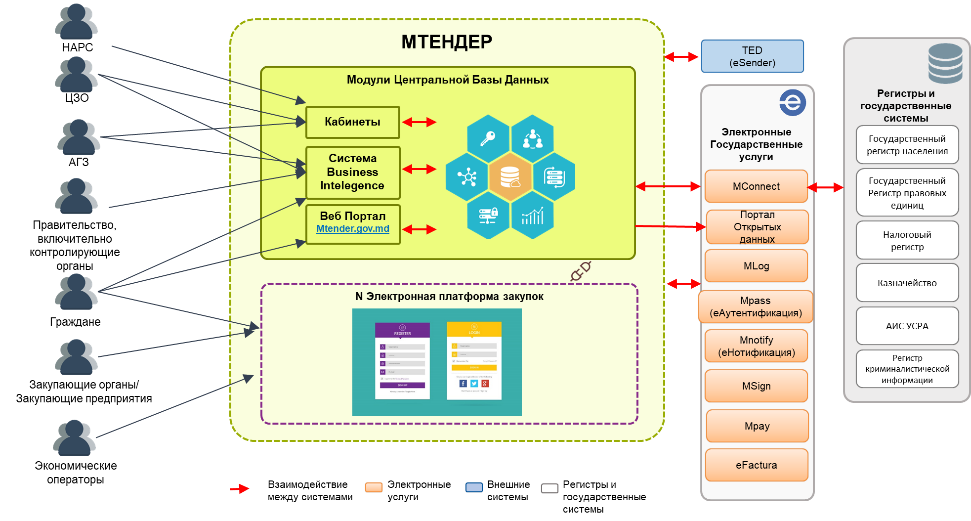 НАРС
ЦЗО
АГЗ
Правительство,
включительно
контролирующие
органы
Граждане
Закупающие органы/
Закупающие предприятия
Экономические
операторы
МТЕНДЕР
Модули Центральной Базы Данных
Кабинеты
Система
Business
Intelegence
Веб Портал
Mtender.gov.md
N Электронная платформа закупок
REGISTER
LOGIN
TED
(eSender)
Электронные
Государственные
услуги
MConnect
Портал
Открытых
данных
MLog
Mpass
(eАутентификация)
Mnotify
(еНотификация)
MSign
Mpay
eFactura
Регистры и
государственные
системы
Государственный
регистр населения
Государственный
Регистр правовых
единиц
Налоговый
регистр
Казначейство
АИС УСРА
Регистр
криминалистической
информации
Взаимодействие
между системами
Электронные
услуги
Внешние
системы
Регистры и
государственные
системы